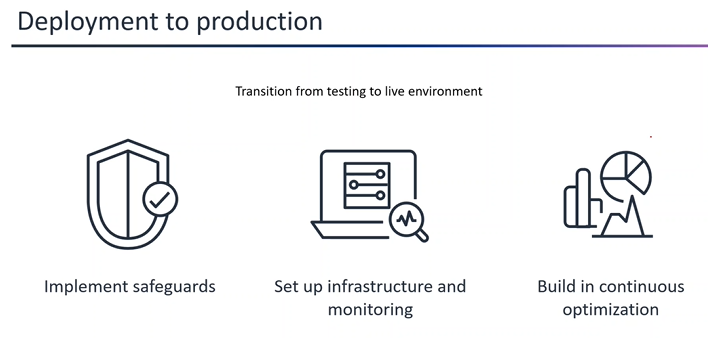 Deployment to production
Transition from testing to live environment
Implement safeguards
Set up infrastructure and
monitoring
Build in continuous
optimization